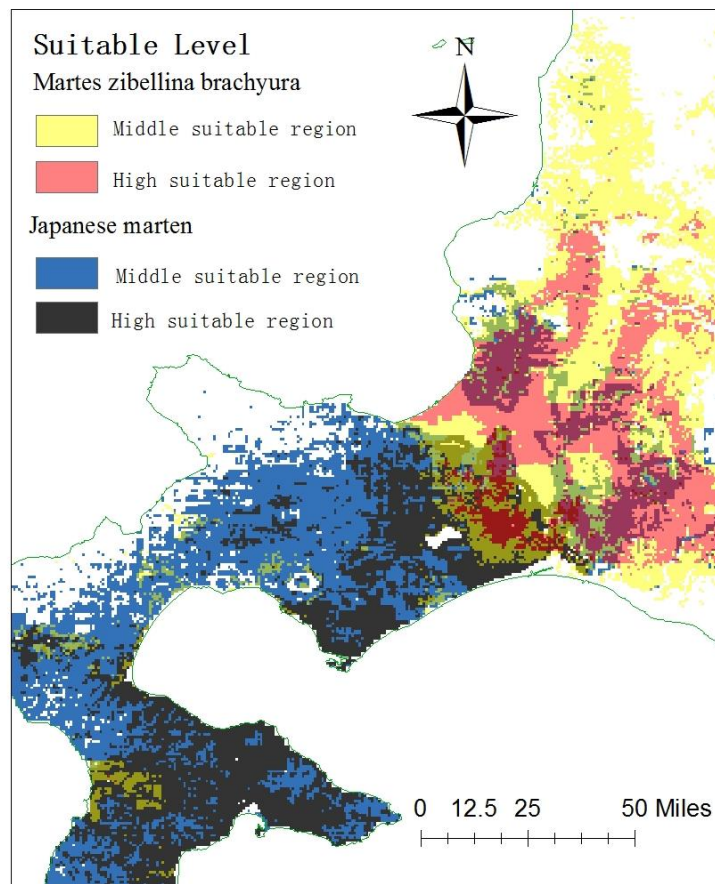 Suitable Level
Martes zibellina brachyura
Middle suitable region
High suitable region
Japanese marten
Middle suitable region
High suitable region
N
0 12.5 25 50 Miles